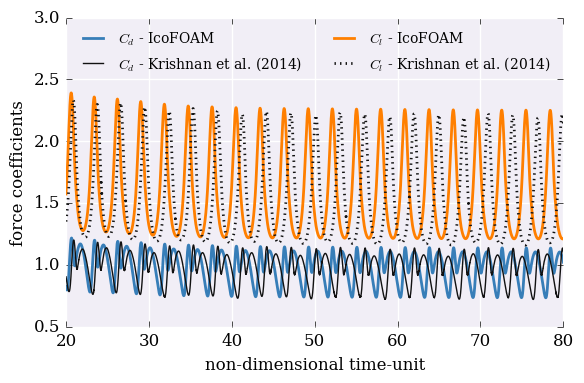 3.0
C_d - IcoFOAM
C_l - IcoFOAM
C_d - Krishnan et al. (2014)
C_l - Krishnan et al. (2014)
2.5
2.0
1.5
1.0
0.5
force coefficients
20 30 40 50 60 70 80
non-dimensional time-unit